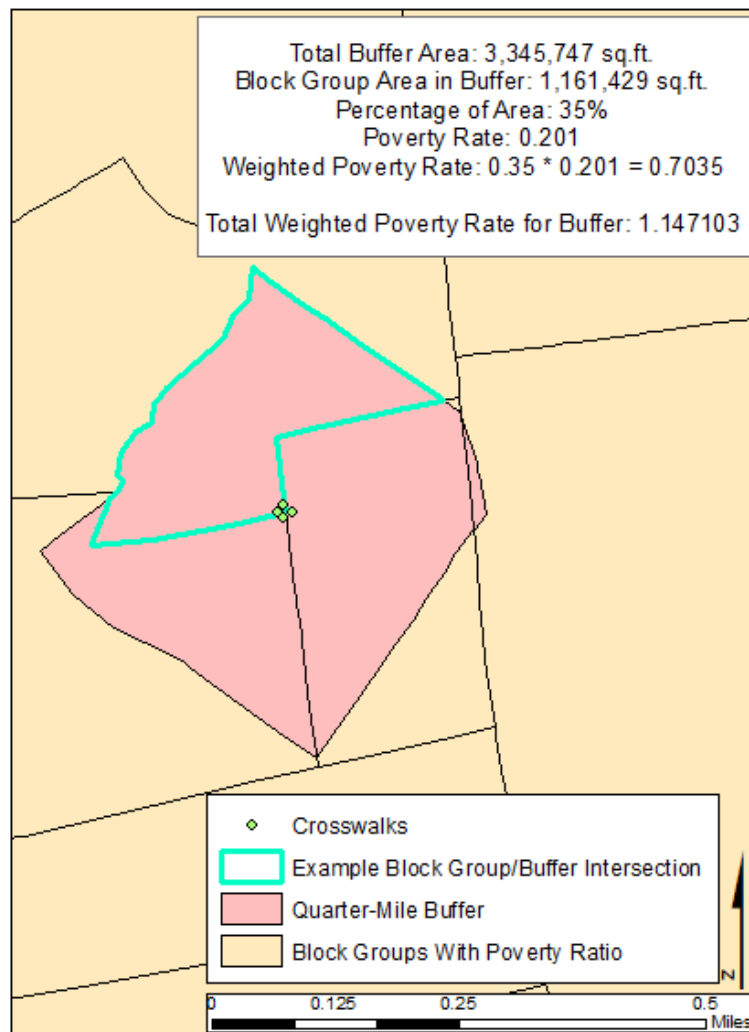 Total Buffer Area: 3,345,747 sq.ft.
Block Group Area in Buffer: 1,161,429 sq.ft.
Percentage of Area: 35%
Poverty Rate: 0.201
Weighted Poverty Rate: 0.35 * 0.201 = 0.7035
Total Weighted Poverty Rate for Buffer: 1.147103
Crosswalks
Example Block Group/Buffer Intersection
Quarter-Mile Buffer
Block Groups With Poverty Ratio
N
0 0.125 0.25 0.5
Miles